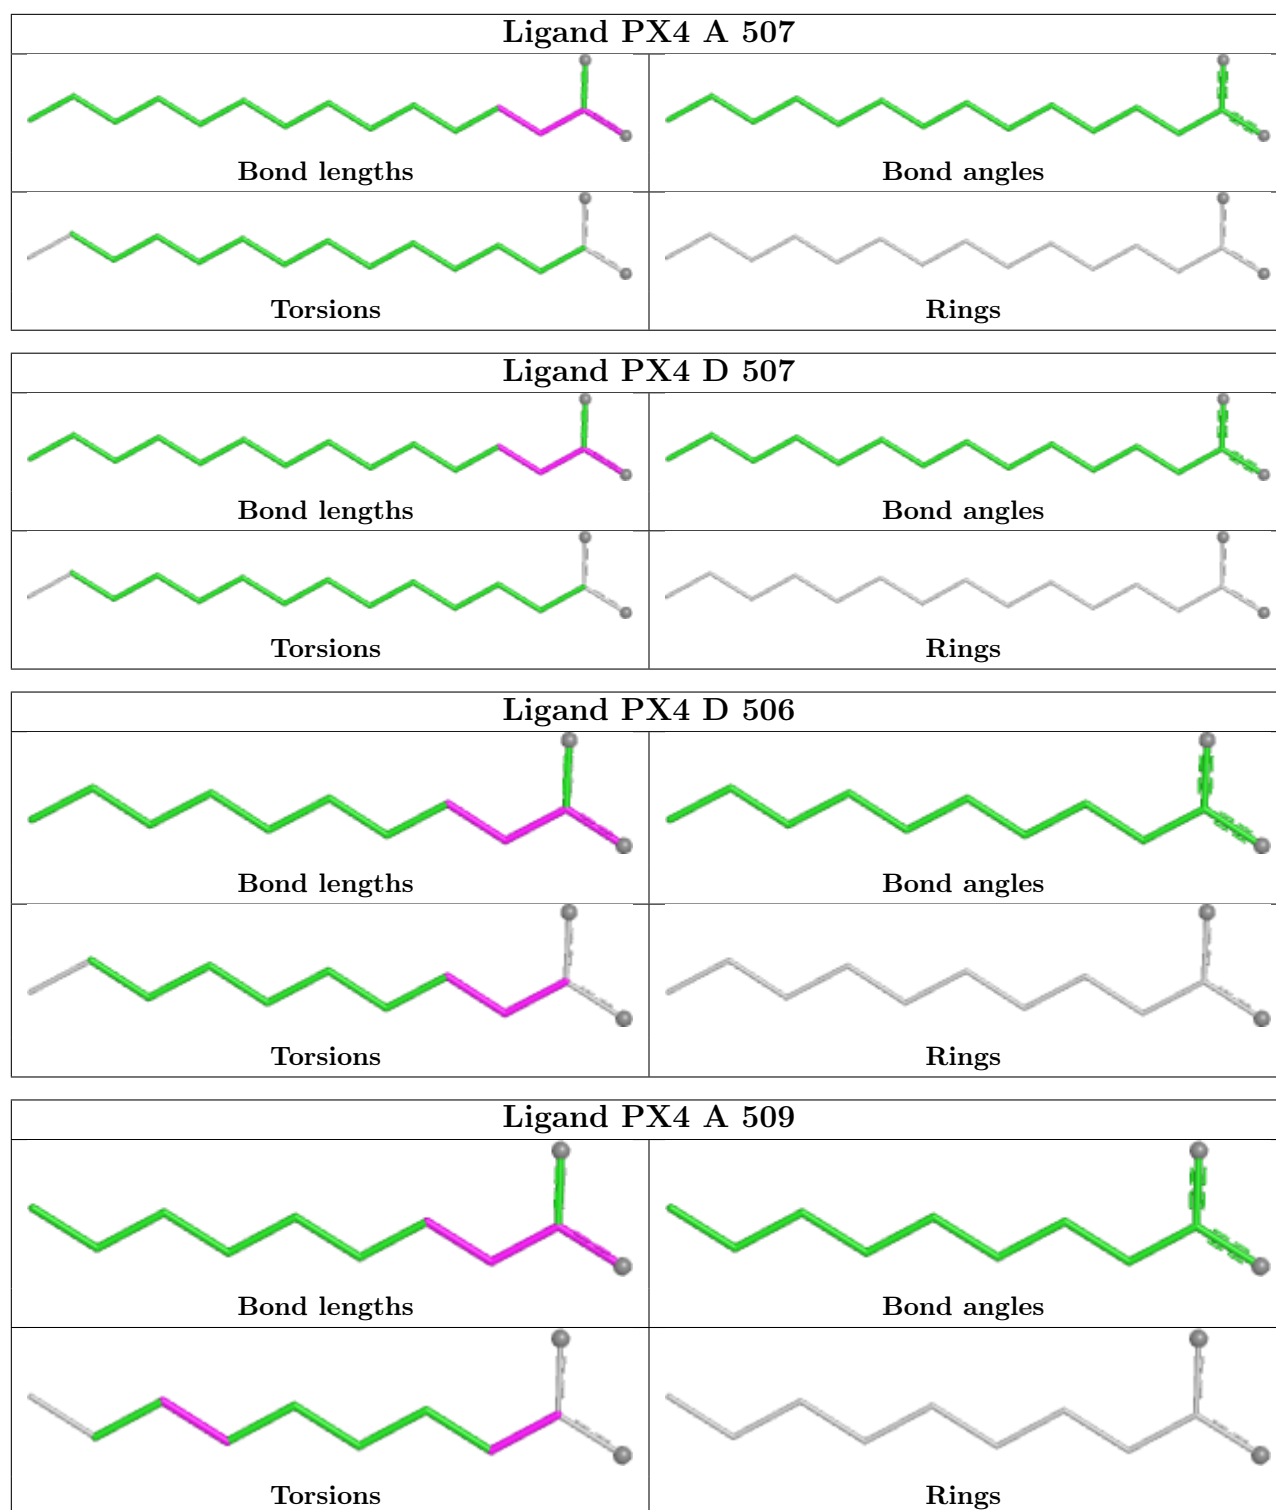 Ligand PX4 A 507
Bond lengths
Bond angles
Torsions
Rings
Ligand PX4 D 507
Bond lengths
Bond angles
Torsions
Rings
Ligand PX4 D 506
Bond lengths
Bond angles
Torsions
Rings
Ligand PX4 A 509
Bond lengths
Bond angles
Torsions
Rings